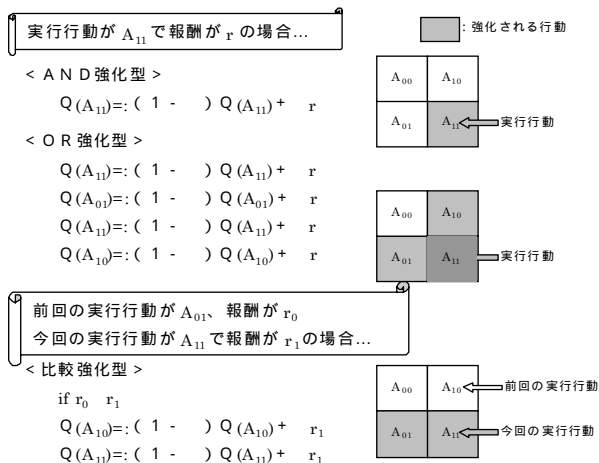 実行行動が A11 で報酬が r の場合…
: 強化される行動
< A N D 強化型 >
Q (A11)=: ( 1 -  ) Q (A11) +  r
A00 A10
A01 A11
実行行動
< O R 強化型 >
Q (A11)=: ( 1 -  ) Q (A11) +  r
Q (A01)=: ( 1 -  ) Q (A01) +  r
Q (A11)=: ( 1 -  ) Q (A11) +  r
Q (A10)=: ( 1 -  ) Q (A10) +  r
A00 A10
A01 A11
実行行動
前回の実行行動が A01、報酬が r0
今回の実行行動が A11 で報酬が r1の場合…
< 比較強化型 >
if r0  r1
Q (A10)=: ( 1 -  ) Q (A10) +  r1
Q (A11)=: ( 1 -  ) Q (A11) +  r1
A00 A10
前回の実行行動
A01 A11
今回の実行行動